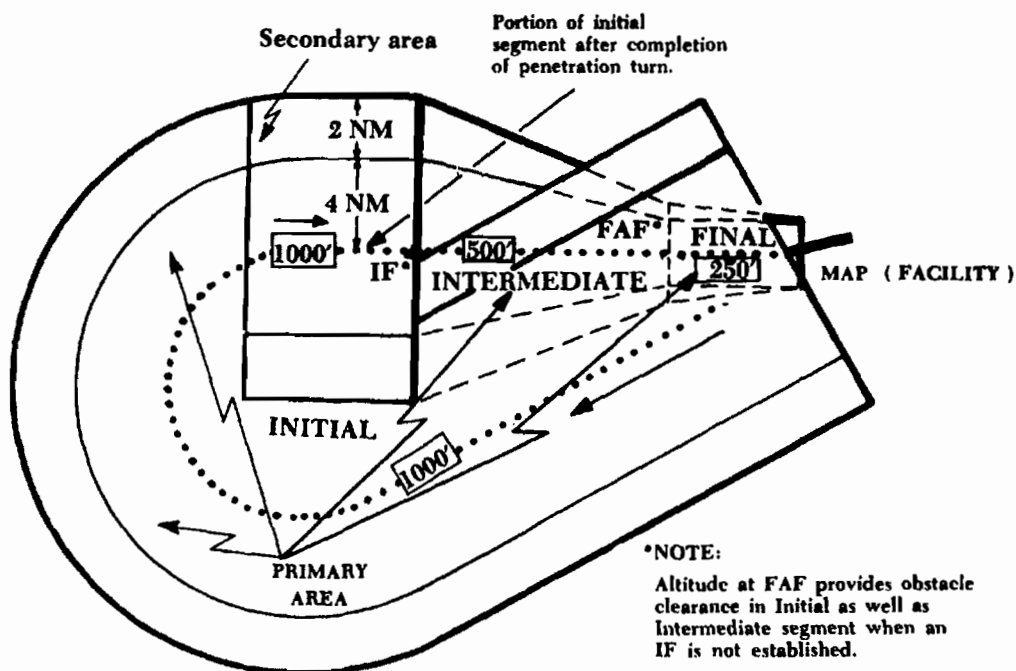 Portion of initial
segment after completion
of penetration turn.
Secondary area
2 NM
4 NM
1000'
IF
500'
FAF*
FINAL
250'
INTERMEDIATE
MAP ( FACILITY )
INITIAL
1000'
PRIMARY
AREA
*NOTE:
Altitude at FAF provides obstacle
clearance in Initial as well as
Intermediate segment when an
IF is not established.